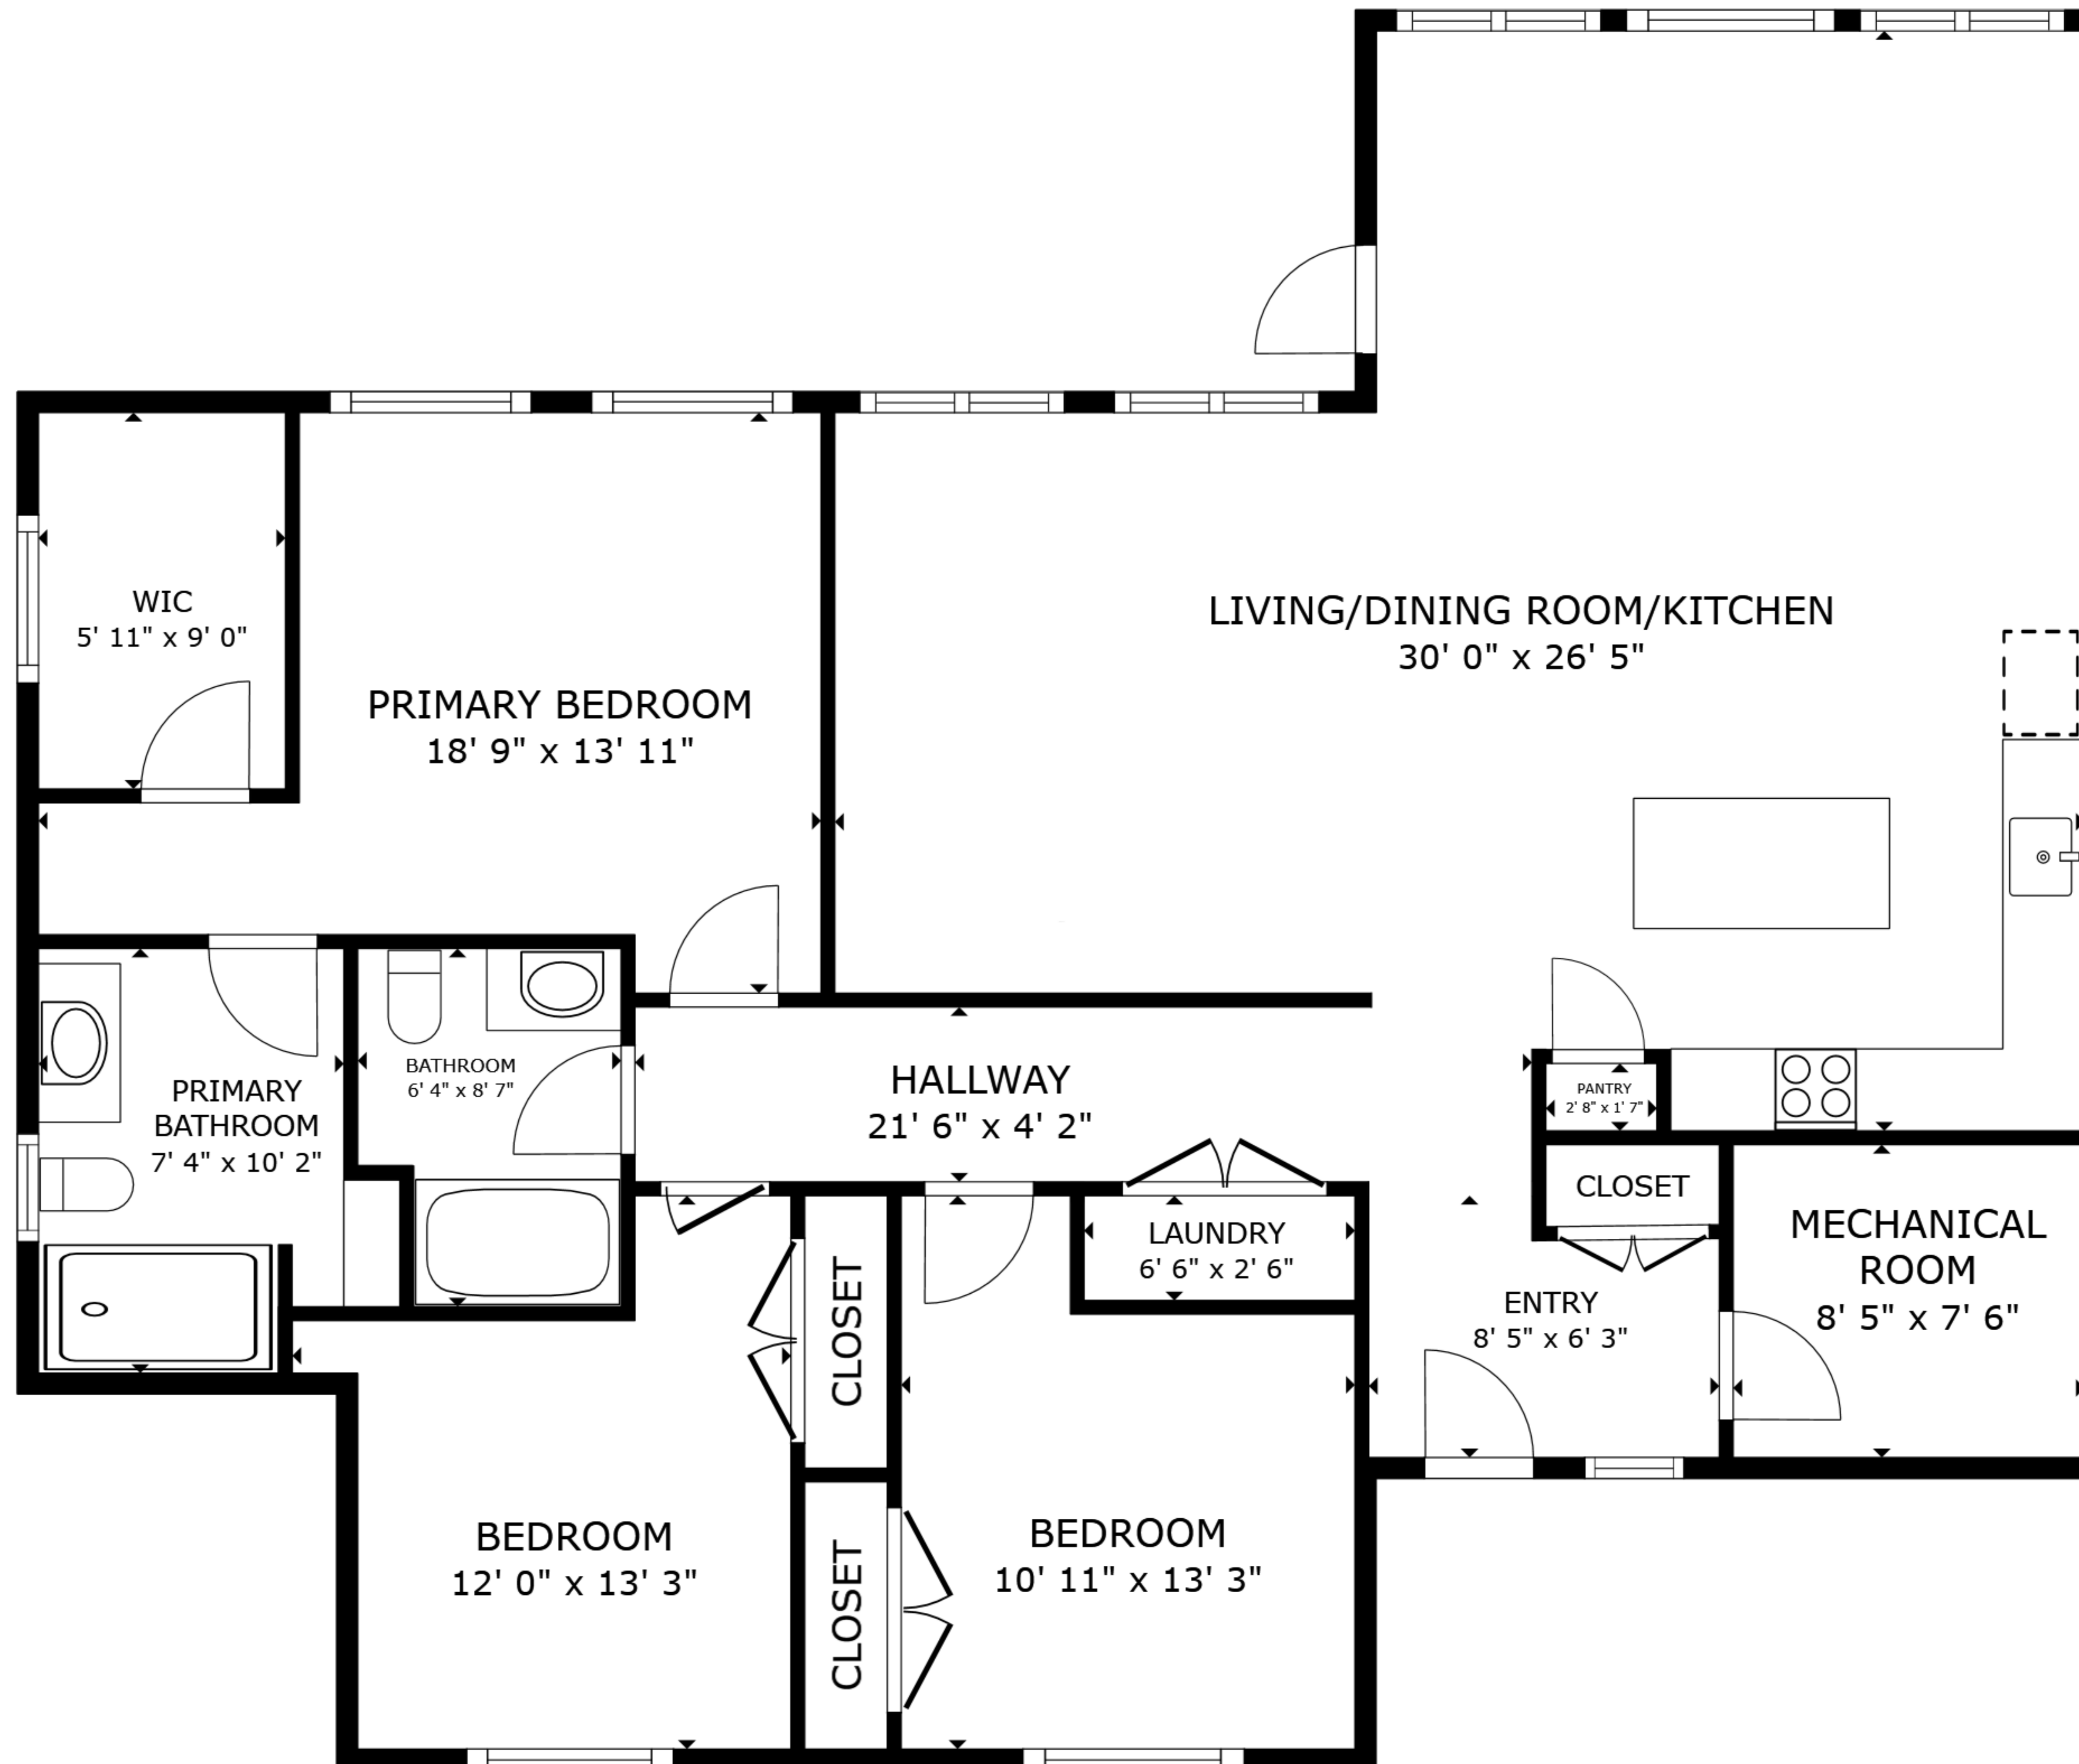 LIVING/DINING ROOM/KITCHEN
30' 0" x 26' 5"
WIC
5' 11" x 9' 0"
PRIMARY BEDROOM
18' 9" x 13' 11"
PRIMARY
BATHROOM
7' 4" x 10' 2"
BATHROOM
6' 4" x 8' 7"
HALLWAY
21' 6" x 4' 2"
PANTRY
2' 8" x 1' 7"
CLOSET
LAUNDRY
6' 6" x 2' 6"
MECHANICAL
ROOM
8' 5" x 7' 6"
ENTRY
8' 5" x 6' 3"
CLOSET
BEDROOM
12' 0" x 13' 3"
CLOSET
BEDROOM
10' 11" x 13' 3"